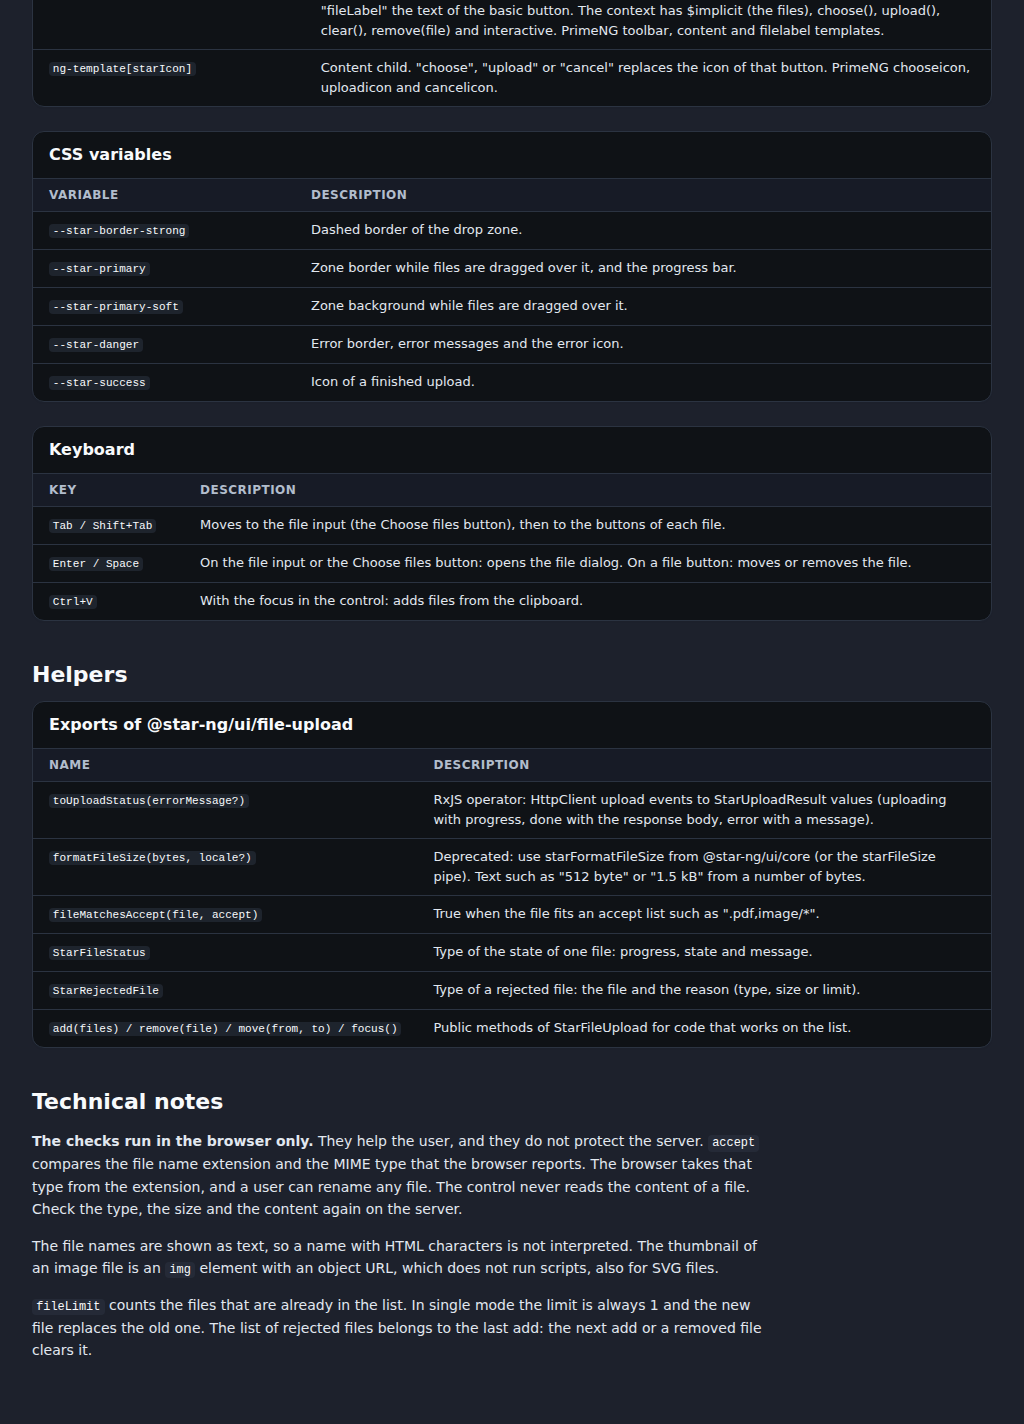 "fileLabel" the text of the basic button. The context has $implicit (the files), choose(), upload(),
clear(), remove(file) and interactive. PrimeNG toolbar, content and filelabel templates.
ng-template[starIcon]
Content child. "choose", "upload" or "cancel" replaces the icon of that button. PrimeNG chooseicon,
uploadicon and cancelicon.
CSS variables
VARIABLE DESCRIPTION
--star-border-strong Dashed border of the drop zone.
--star-primary Zone border while files are dragged over it, and the progress bar.
--star-primary-soft Zone background while files are dragged over it.
--star-danger Error border, error messages and the error icon.
--star-success Icon of a finished upload.
Keyboard
KEY DESCRIPTION
Tab / Shift+Tab Moves to the file input (the Choose files button), then to the buttons of each file.
Enter / Space On the file input or the Choose files button: opens the file dialog. On a file button: moves or removes the file.
Ctrl+V With the focus in the control: adds files from the clipboard.
Helpers
Exports of @star-ng/ui/file-upload
NAME DESCRIPTION
toUploadStatus(errorMessage?) RxJS operator: HttpClient upload events to StarUploadResult values (uploading
with progress, done with the response body, error with a message).
formatFileSize(bytes, locale?) Deprecated: use starFormatFileSize from @star-ng/ui/core (or the starFileSize
pipe). Text such as "512 byte" or "1.5 kB" from a number of bytes.
fileMatchesAccept(file, accept) True when the file fits an accept list such as ".pdf,image/*".
StarFileStatus Type of the state of one file: progress, state and message.
StarRejectedFile Type of a rejected file: the file and the reason (type, size or limit).
add(files) / remove(file) / move(from, to) / focus() Public methods of StarFileUpload for code that works on the list.
Technical notes
The checks run in the browser only. They help the user, and they do not protect the server. accept
compares the file name extension and the MIME type that the browser reports. The browser takes that
type from the extension, and a user can rename any file. The control never reads the content of a file.
Check the type, the size and the content again on the server.
The file names are shown as text, so a name with HTML characters is not interpreted. The thumbnail of
an image file is an img element with an object URL, which does not run scripts, also for SVG files.
fileLimit counts the files that are already in the list. In single mode the limit is always 1 and the new
file replaces the old one. The list of rejected files belongs to the last add: the next add or a removed file
clears it.